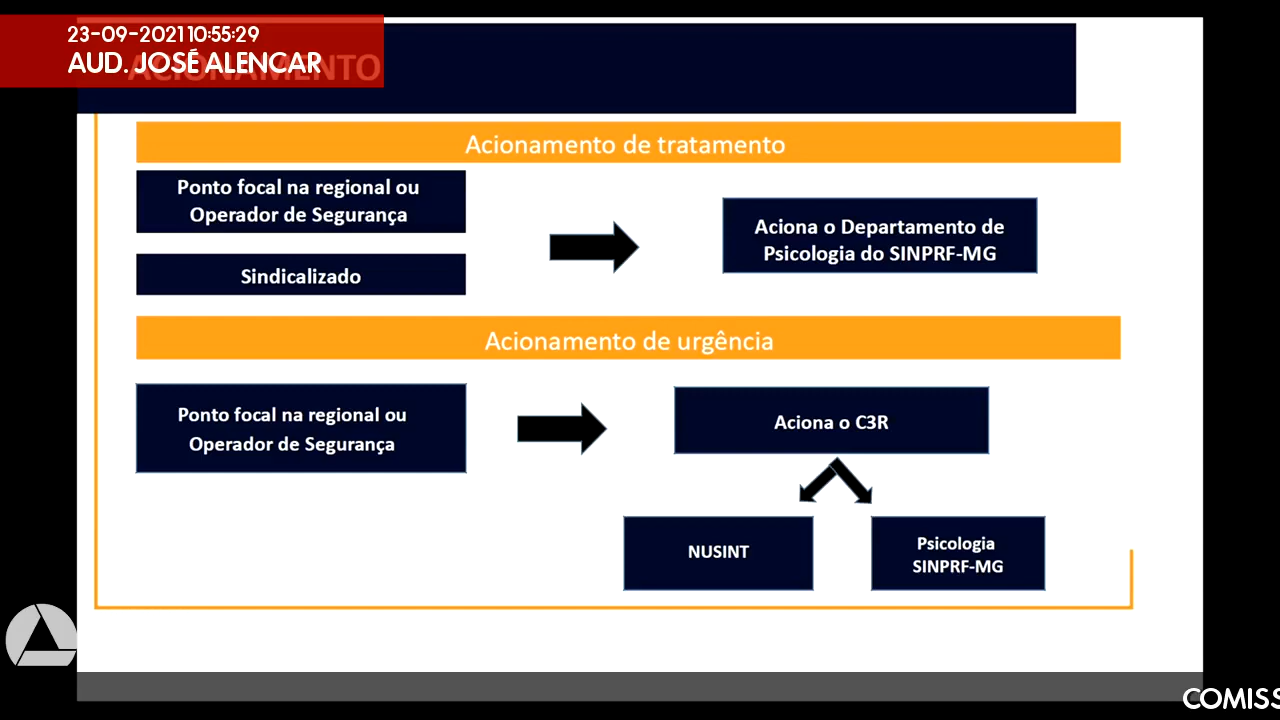 23-09-2021 10:55:29
AUD. JOSÉ ALENCAR
ACIONAMENTO
Acionamento de tratamento
Ponto focal na regional ou
Operador de Segurança
Sindicalizado
Aciona o Departamento de
Psicologia do SINPRF-MG
Acionamento de urgência
Ponto focal na regional ou
Operador de Segurança
Aciona o C3R
NUSINT
Psicologia
SINPRF-MG
COMISS